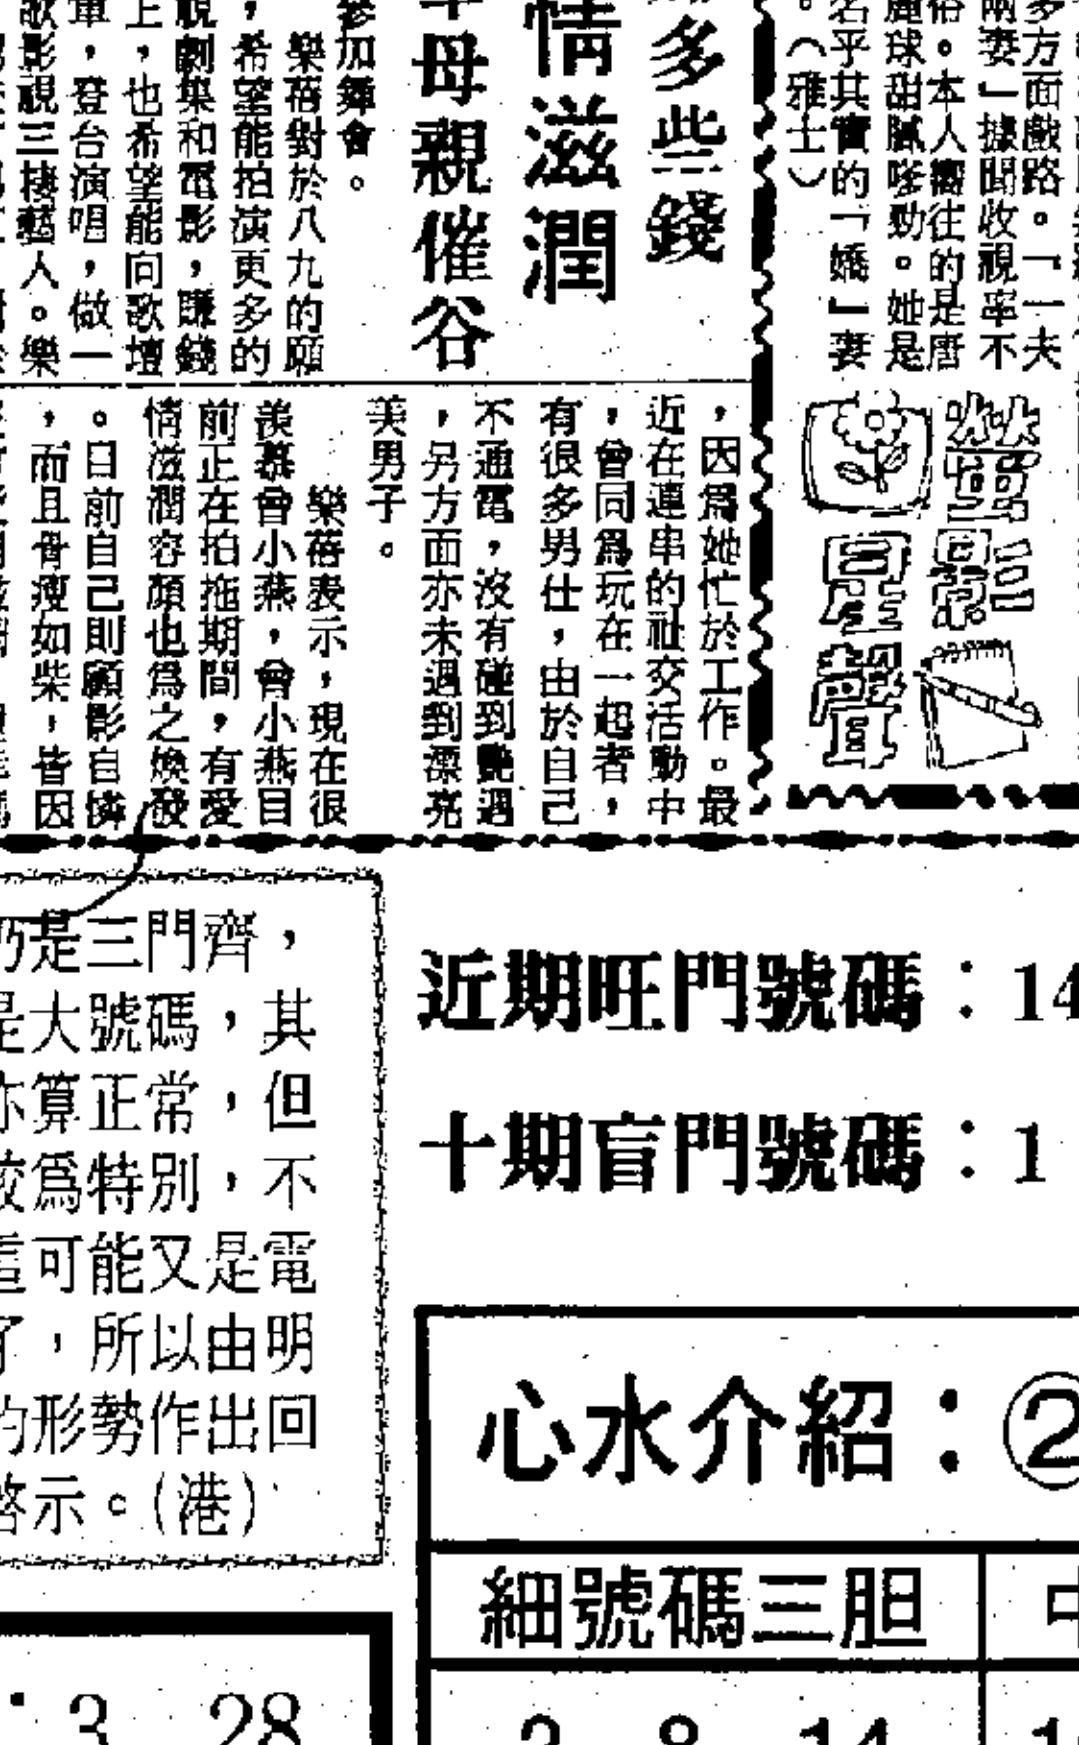 多方面戲路。「一夫
兩妻」據聞收視率不
俗。本人嚮往的是唐
麗球甜膩嗲勁。她是
名乎其實的「嬌」妻
。（雅士）
螢影
星聲
多些錢
情滋潤
母親催谷
參加舞會。
樂蓓對於八九的願
，希望能拍演更多的
視劇集和電影，賺錢
上，也希望能向歌壇
軍，登台演唱，做一
歌影視三棲藝人。樂
，因爲她忙於工作。最
近在連串的社交活動中
，曾同爲玩在一起者，
有很多男仕，由於自己
不通電，沒有碰到艷遇
，另方面亦未遇到漂亮
美男子。
樂蓓表示，現在很
羨慕曾小燕，曾小燕目
前正在拍拖期間，有愛
情滋潤容顏也爲之煥發
。日前自己則顧影自憐
，而且骨瘦如柴，皆因
仍是三門齊，
是大號碼，其
亦算正常，但
較爲特別，不
這可能又是電
了，所以由明
的形勢作出回
啓示。(港)
近期旺門號碼：14
十期盲門號碼：1
心水介紹：②
細號碼三胆
3 28
2 8 14